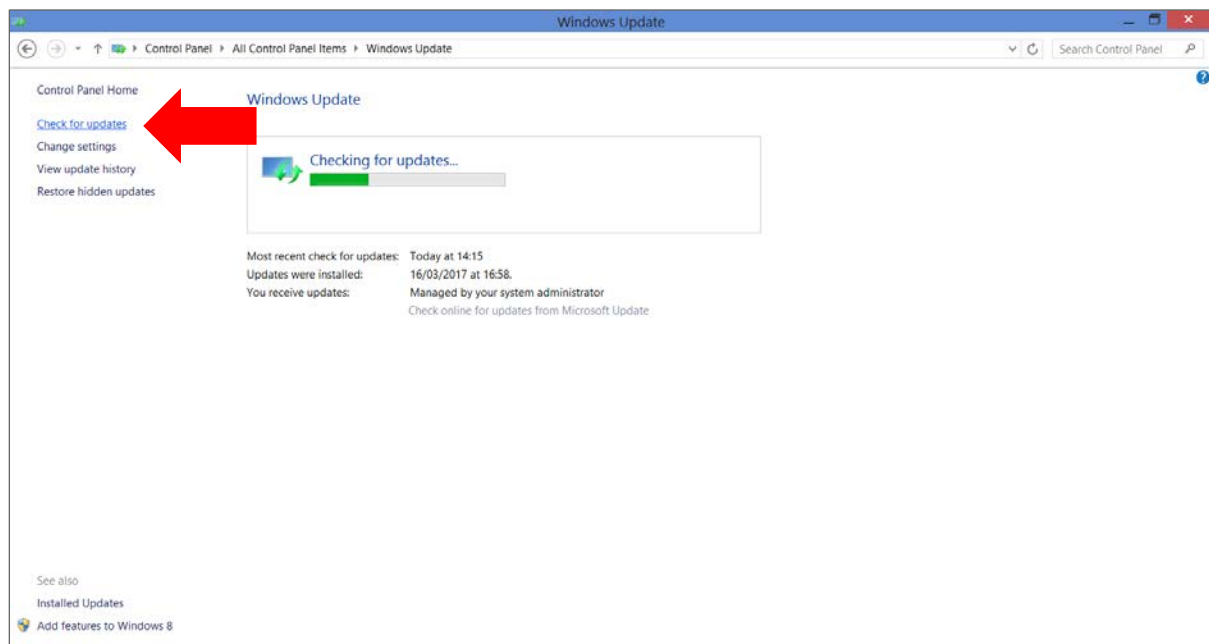 Windows Update
Control Panel All Control Panel Items Windows Update
Search Control Panel
Control Panel Home
Check for updates
Change settings
View update history
Restore hidden updates
Windows Update
Checking for updates...
Most recent check for updates: Today at 14:15
Updates were installed: 16/03/2017 at 16:58.
You receive updates: Managed by your system administrator
Check online for updates from Microsoft Update
See also
Installed Updates
Add features to Windows 8